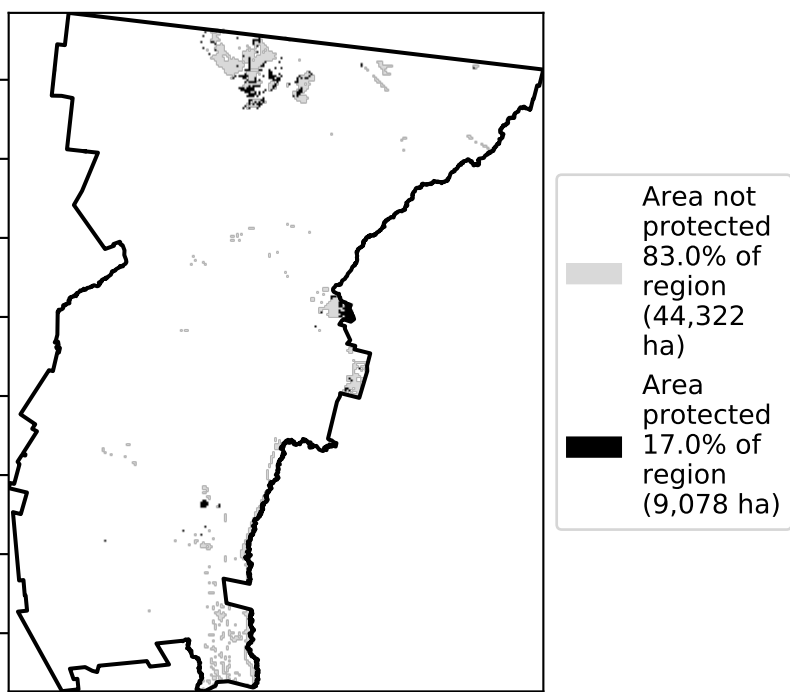 Area not
protected
83.0% of
region
(44,322
ha)
Area
protected
17.0% of
region
(9,078 ha)